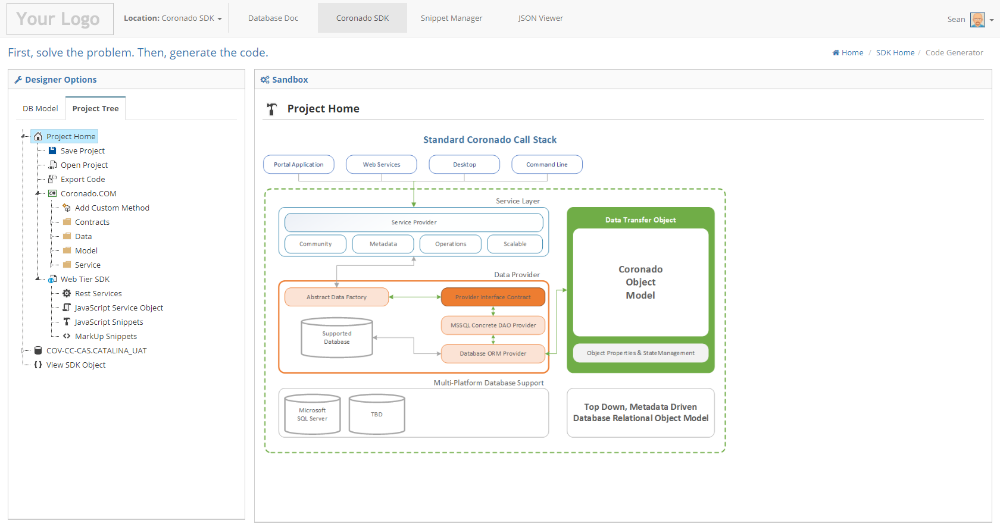 Your Logo
Location: Coronado SDK
Database Doc
Coronado SDK
Snippet Manager
JSON Viewer
Sean
First, solve the problem. Then, generate the code.
Home / SDK Home / Code Generator
Designer Options
DB Model
Project Tree
Project Home
Save Project
Open Project
Export Code
C#
Coronado.COM
Add Custom Method
Contracts
Data
Model
Service
Web Tier SDK
Rest Services
JavaScript Service Object
JavaScript Snippets
MarkUp Snippets
COV-CC-CAS.CATALINA_UAT
View SDK Object
Sandbox
Project Home
Standard Coronado Call Stack
Portal Application
Web Services
Desktop
Command Line
Service Layer
Service Provider
Community
Metadata
Operations
Scalable
Data Provider
Abstract Data Factory
Provider Interface Contract
MSSQL Concrete DAO Provider
Supported
Database
Database ORM Provider
Data Transfer Object
Coronado
Object
Model
Object Properties & StateManagement
Multi-Platform Database Support
Microsoft
SQL Server
TBD
Top Down, Metadata Driven
Database Relational Object Model